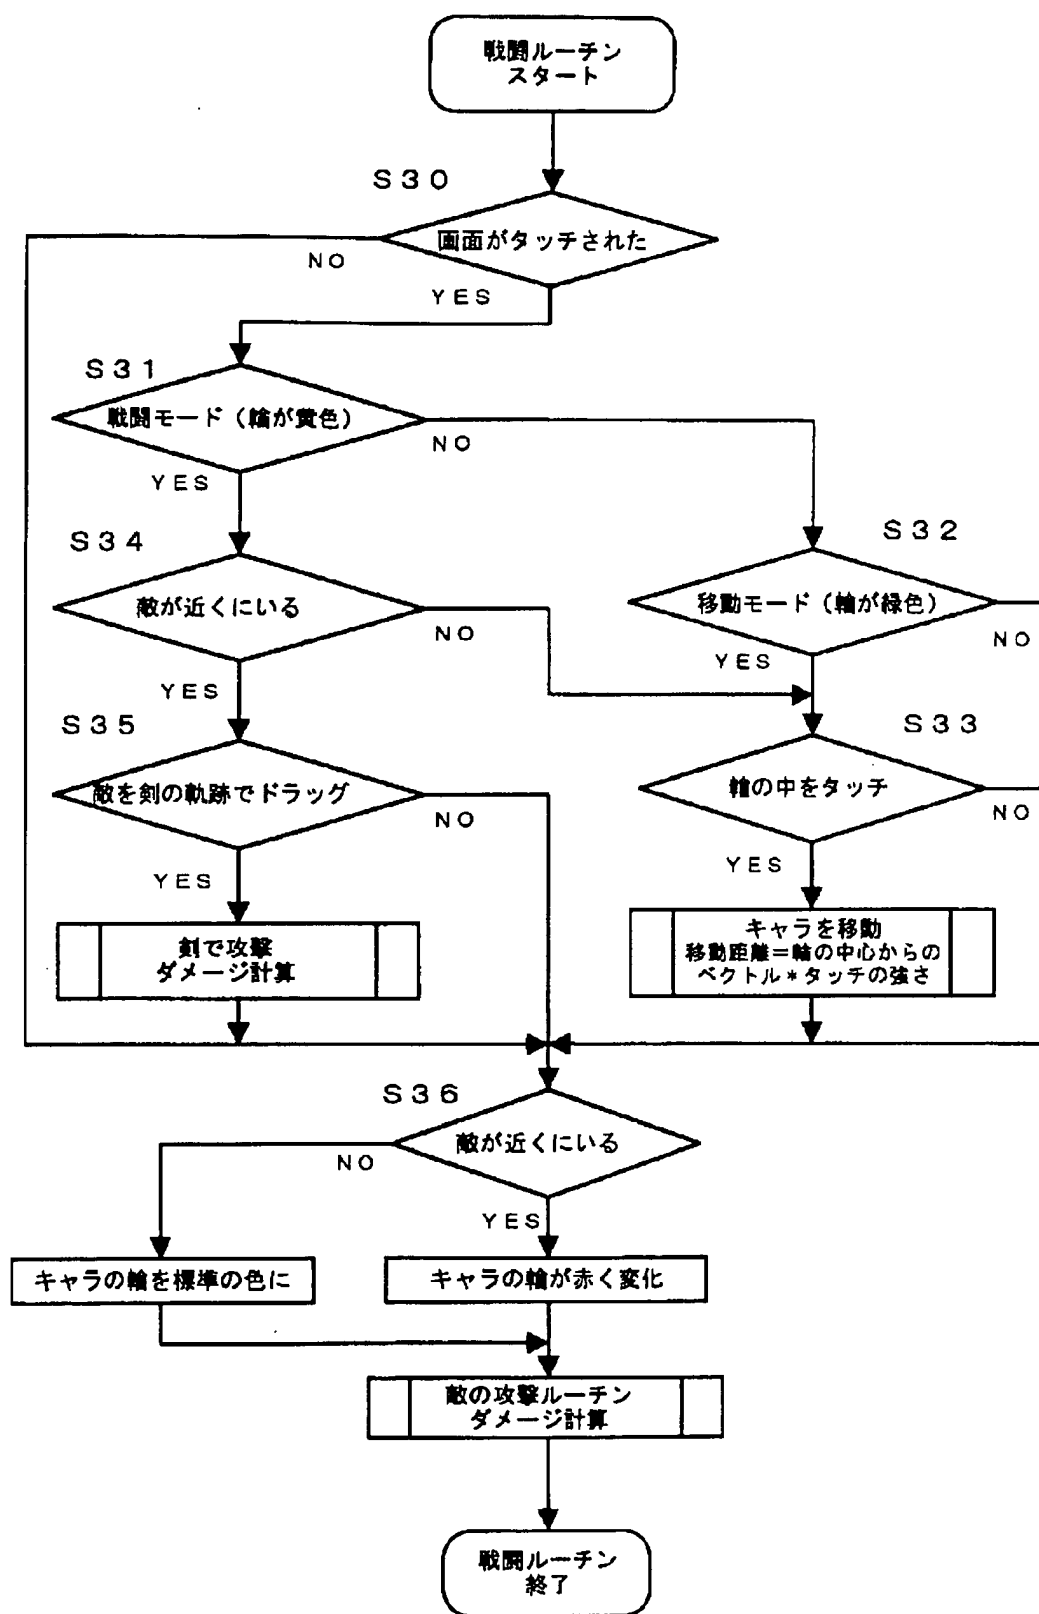 戦闘ルーチン
スタート
S30
画面がタッチされた
NO
YES
S31
戦闘モード(輪が黄色)
NO
YES
S34
敵が近くにいる
NO
YES
S32
移動モード(輪が緑色)
NO
YES
S35
敵を剣の軌跡でドラッグ
NO
YES
S33
輪の中をタッチ
NO
YES
剣で攻撃
ダメージ計算
キャラを移動
移動距離=輪の中心からの
ベクトル*タッチの強さ
S36
敵が近くにいる
NO
YES
キャラの輪を標準の色に
キャラの輪が赤く変化
敵の攻撃ルーチン
ダメージ計算
戦闘ルーチン
終了